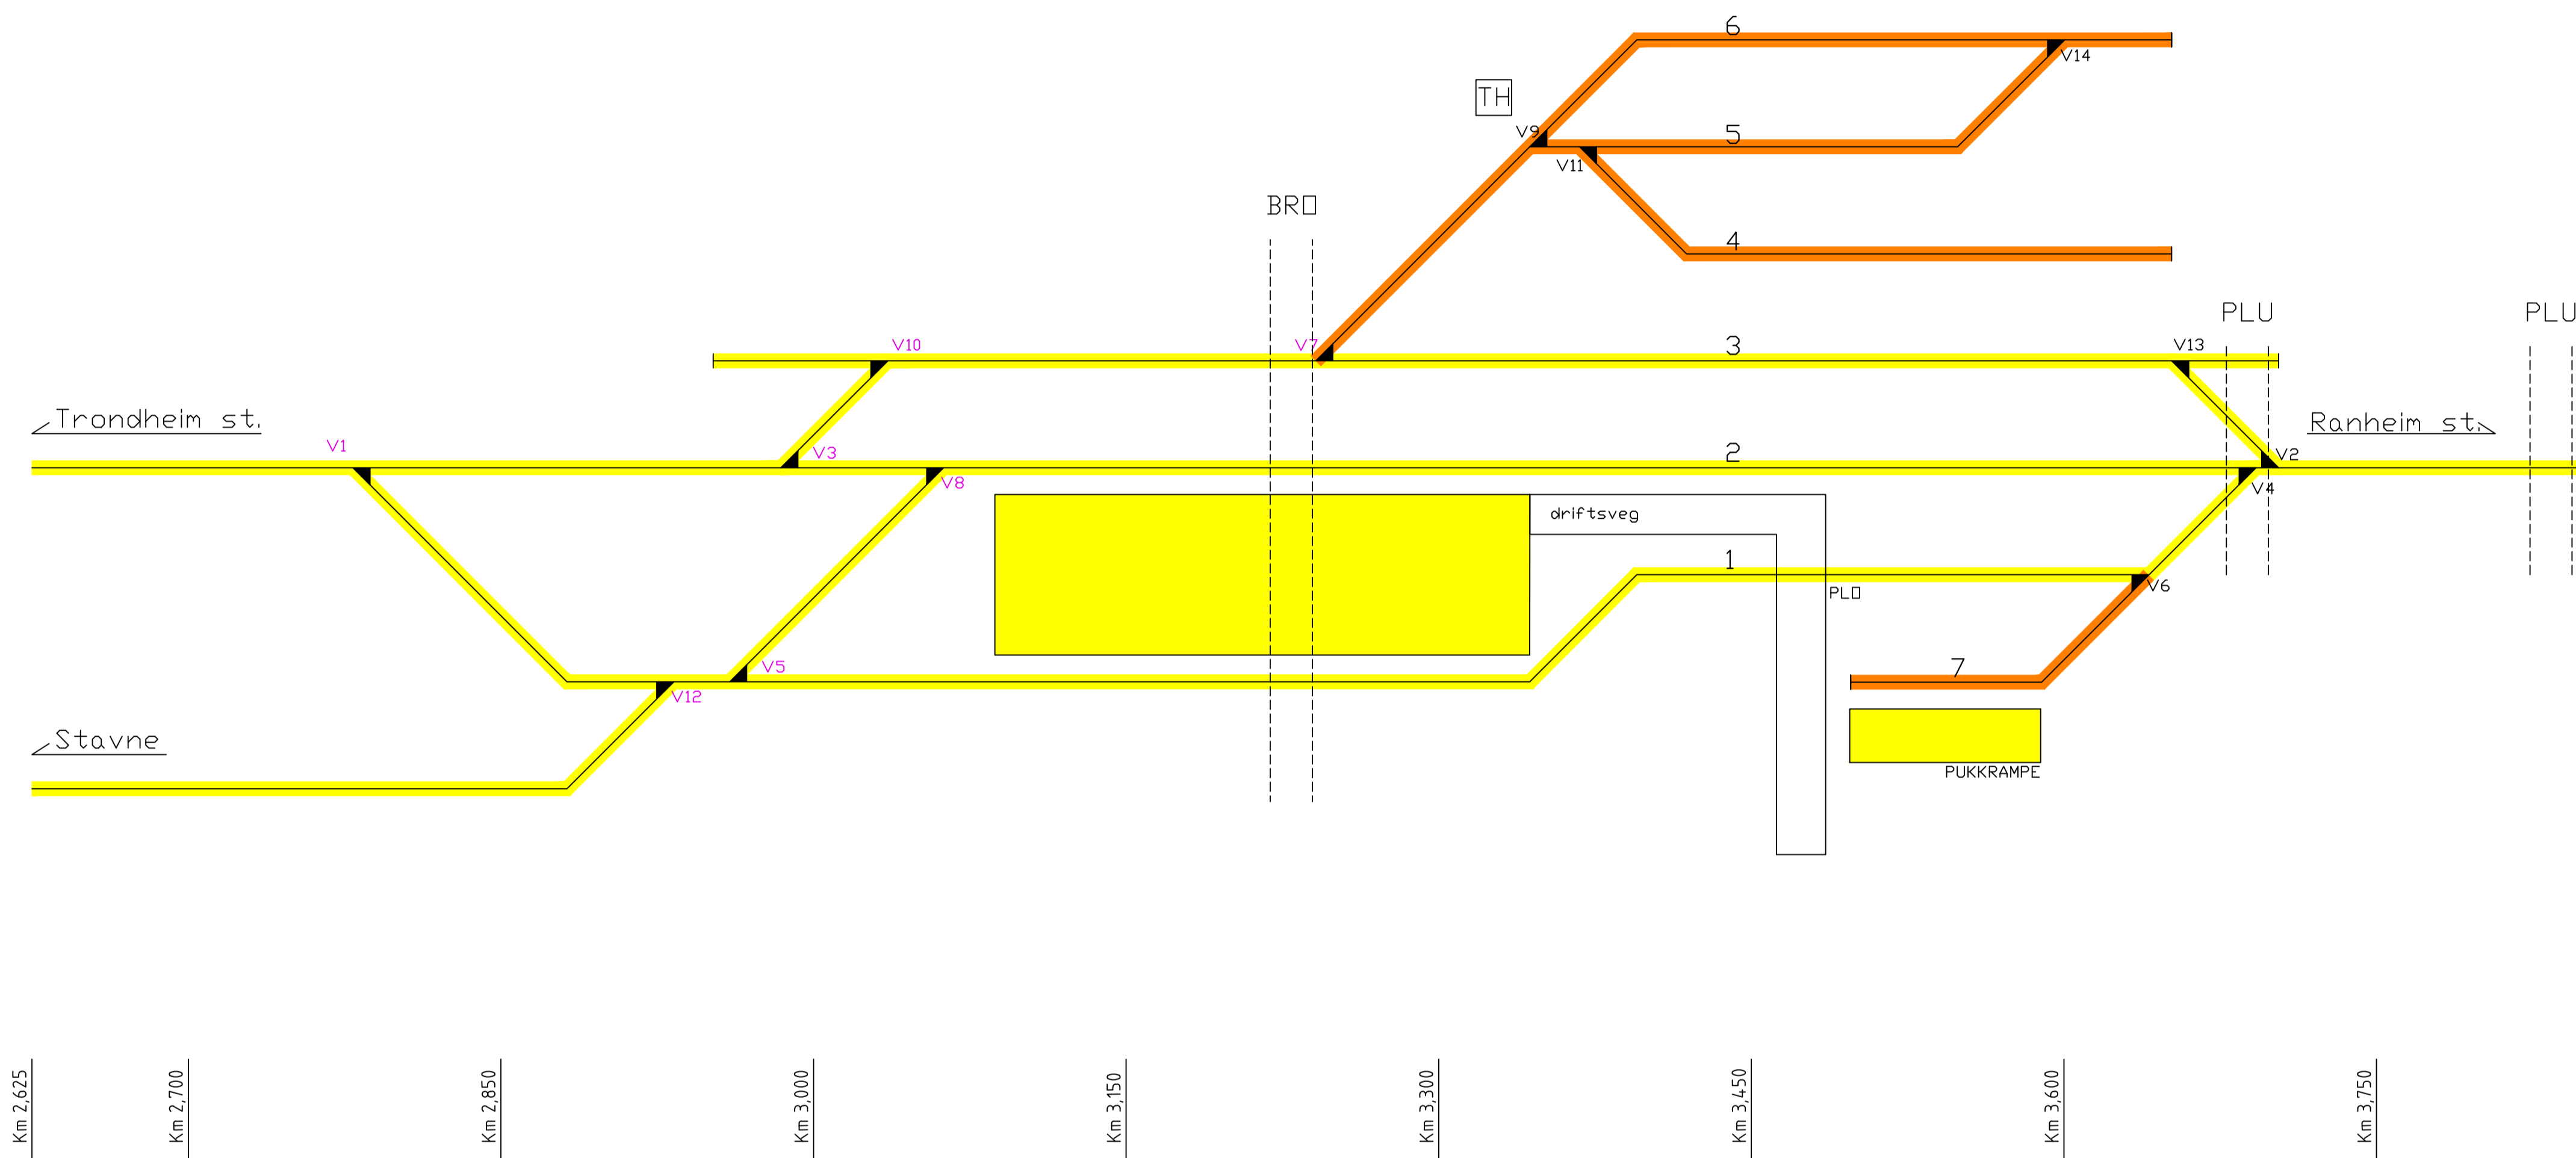 6
V14
TH
V9
5
V11
BRO
4
PLU
PLU
V10
V7
3
V13
Trondheim st.
Ranheim st.
V1
V3
2
V2
V8
V4
driftsveg
1
PLO
V6
V5
7
V12
Stavne
PUKKRAMPE
Km 2,625
Km 2,700
Km 2,850
Km 3,000
Km 3,150
Km 3,300
Km 3,450
Km 3,600
Km 3,750